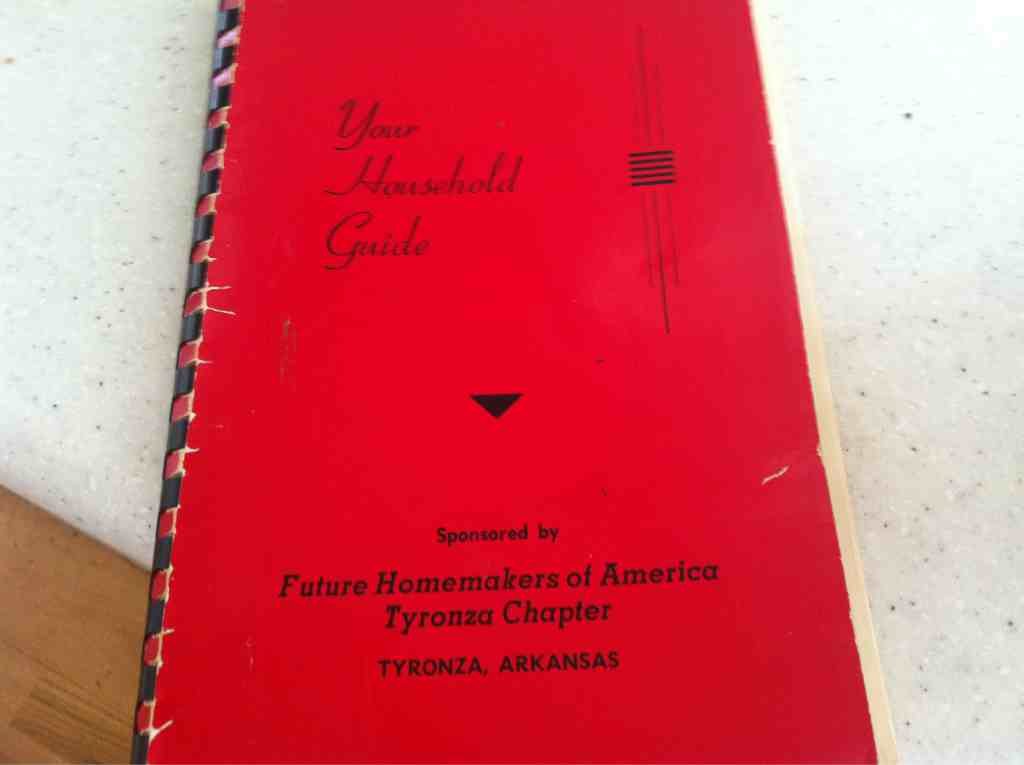 Your
Household
Guide
Sponsored by
Future Homemakers of America
Tyronza Chapter
TYRONZA, ARKANSAS